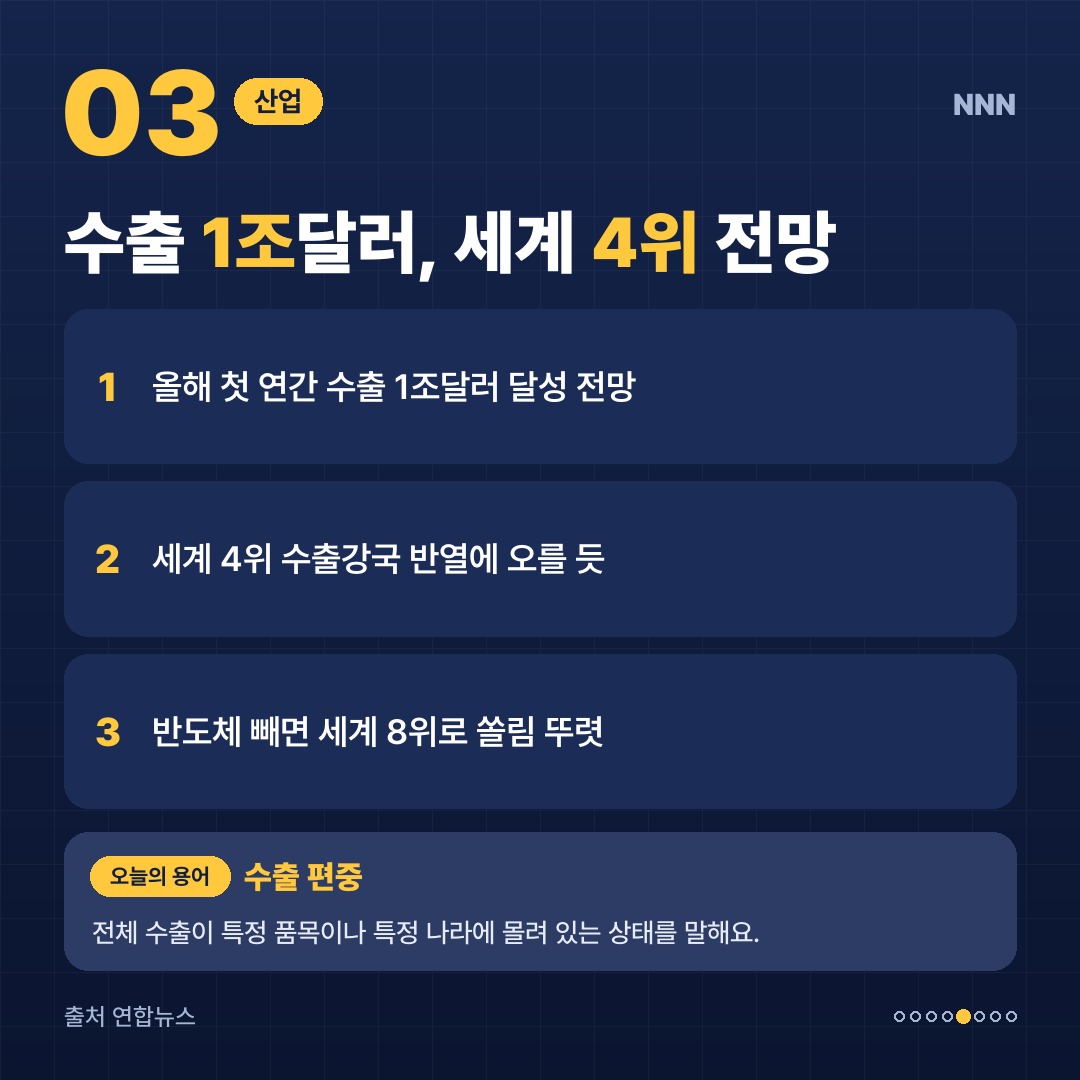 03 산업
NNN
수출 1조달러, 세계 4위 전망
1 올해 첫 연간 수출 1조달러 달성 전망
2 세계 4위 수출강국 반열에 오를 듯
3 반도체 빼면 세계 8위로 쏠림 뚜렷
오늘의 용어 수출 편중
전체 수출이 특정 품목이나 특정 나라에 몰려 있는 상태를 말해요.
출처 연합뉴스